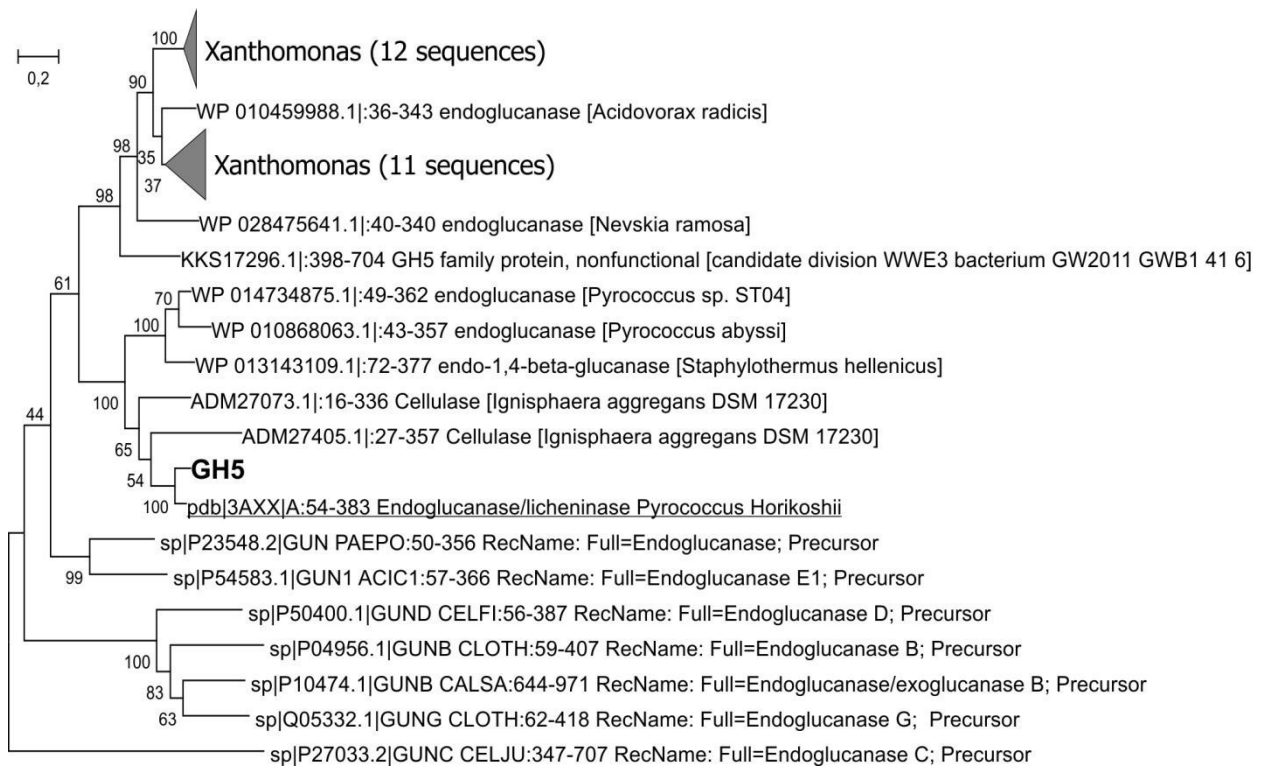 100
Xanthomonas (12 sequences)
0,2
90
WP 010459988.1|:36-343 endoglucanase [Acidovorax radicis]
98
35
Xanthomonas (11 sequences)
37
98
WP 028475641.1|:40-340 endoglucanase [Nevskia ramosa]
KKS17296.1|:398-704 GH5 family protein, nonfunctional [candidate division WWE3 bacterium GW2011 GWB1 41 6]
61
70
WP 014734875.1|:49-362 endoglucanase [Pyrococcus sp. ST04]
100
WP 010868063.1|:43-357 endoglucanase [Pyrococcus abyssi]
WP 013143109.1|:72-377 endo-1,4-beta-glucanase [Staphylothermus hellenicus]
100
ADM27073.1|:16-336 Cellulase [Ignisphaera aggregans DSM 17230]
44
65
ADM27405.1|:27-357 Cellulase [Ignisphaera aggregans DSM 17230]
54
GH5
100
pdb|3AXX|A:54-383 Endoglucanase/licheninase Pyrococcus Horikoshii
sp|P23548.2|GUN PAEPO:50-356 RecName: Full=Endoglucanase; Precursor
99
sp|P54583.1|GUN1 ACIC1:57-366 RecName: Full=Endoglucanase E1; Precursor
sp|P50400.1|GUND CELFI:56-387 RecName: Full=Endoglucanase D; Precursor
100
sp|P04956.1|GUNB CLOTH:59-407 RecName: Full=Endoglucanase B; Precursor
83
sp|P10474.1|GUNB CALSA:644-971 RecName: Full=Endoglucanase/exoglucanase B; Precursor
63
sp|Q05332.1|GUNG CLOTH:62-418 RecName: Full=Endoglucanase G; Precursor
sp|P27033.2|GUNC CELJU:347-707 RecName: Full=Endoglucanase C; Precursor